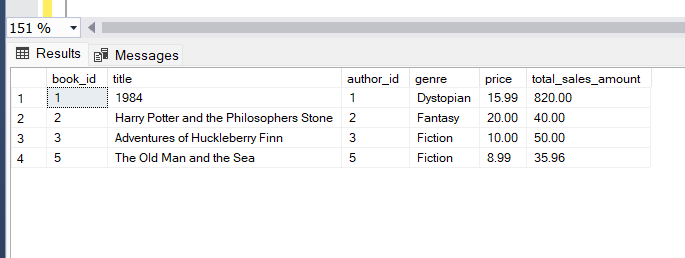 151 %
Results Messages
book_id title author_id genre price total_sales_amount
1 1 1984 1 Dystopian 15.99 820.00
2 2 Harry Potter and the Philosophers Stone 2 Fantasy 20.00 40.00
3 3 Adventures of Huckleberry Finn 3 Fiction 10.00 50.00
4 5 The Old Man and the Sea 5 Fiction 8.99 35.96